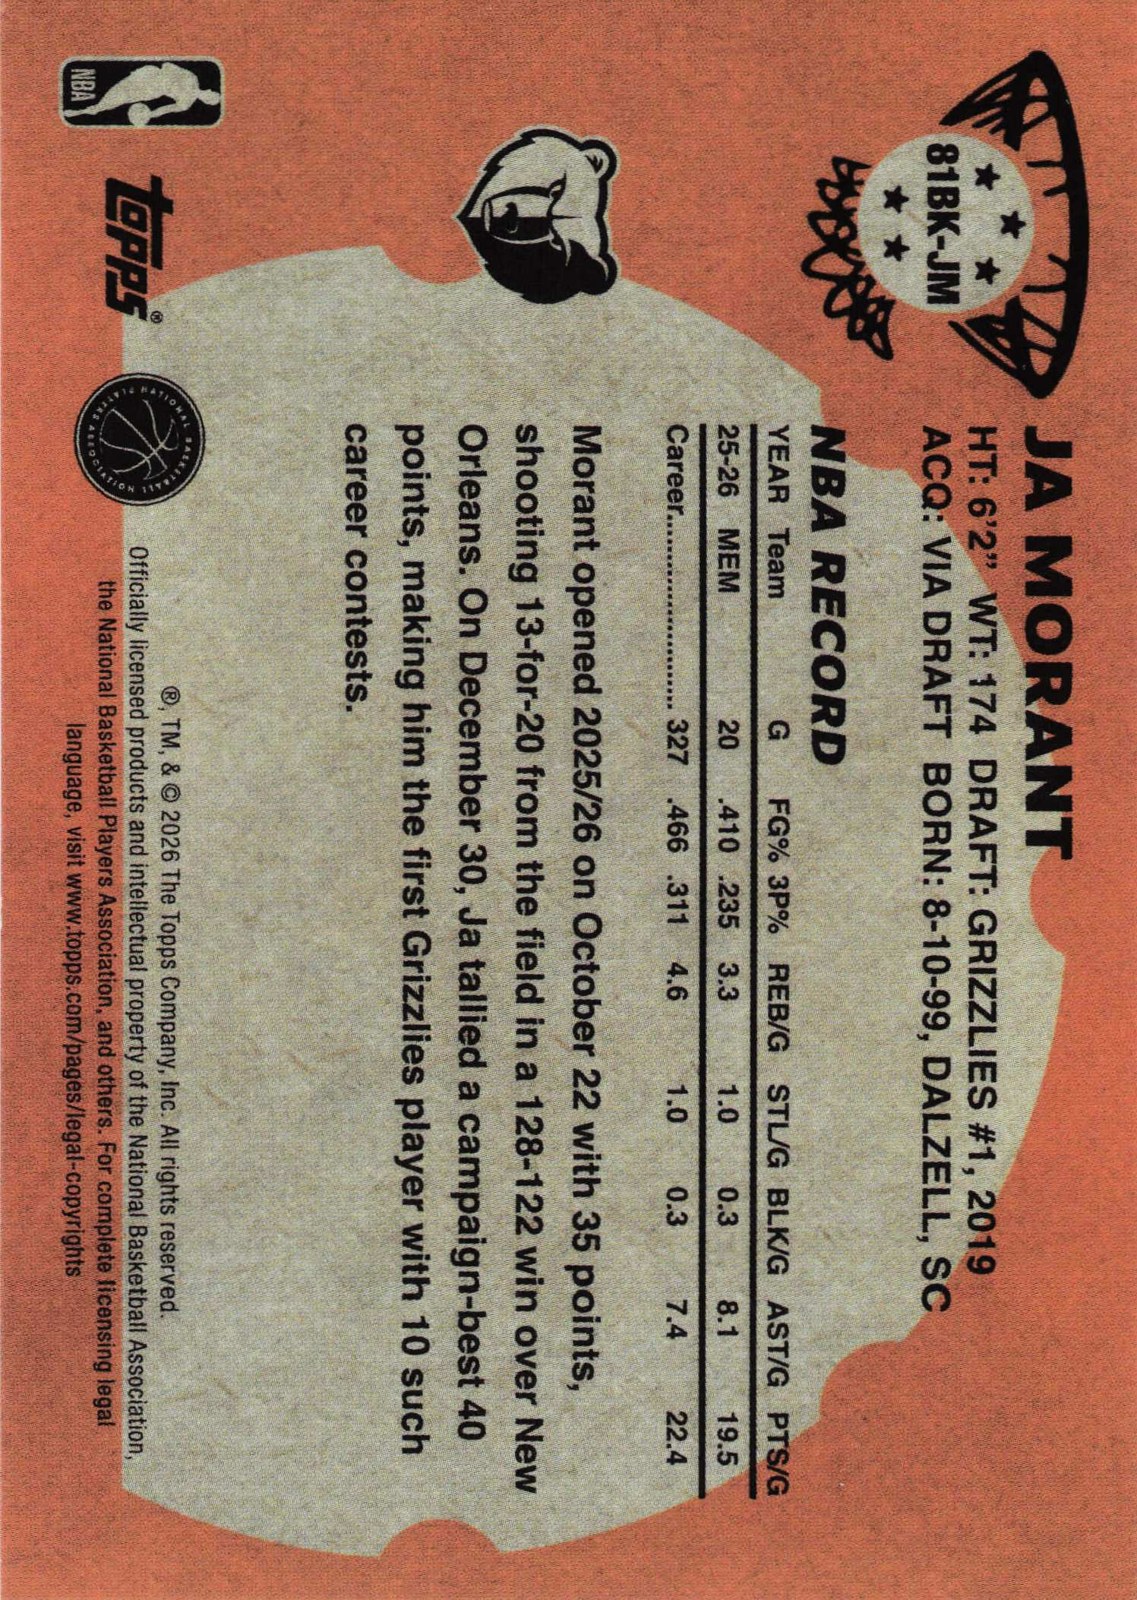 81BK-JM
JA MORANT
HT: 6'2" WT: 174 DRAFT: GRIZZLIES #1, 2019
ACQ: VIA DRAFT BORN: 8-10-99, DALZELL, SC
NBA RECORD
YEAR Team G FG% 3P% REB/G STL/G BLK/G AST/G PTS/G
25-26 MEM 20 .410 .235 3.3 1.0 0.3 8.1 19.5
Career..................... 327 .466 .311 4.6 1.0 0.3 7.4 22.4
Morant opened 2025/26 on October 22 with 35 points,
shooting 13-for-20 from the field in a 128-122 win over New
Orleans. On December 30, Ja tallied a campaign-best 40
points, making him the first Grizzlies player with 10 such
career contests.
NBA
topps®
NATIONAL BASKETBALL PLAYERS ASSOCIATION
®, TM, & © 2026 The Topps Company, Inc. All rights reserved.
Officially licensed products and intellectual property of the National Basketball Association,
the National Basketball Players Association, and others. For complete licensing legal
language, visit www.topps.com/pages/legal-copyrights